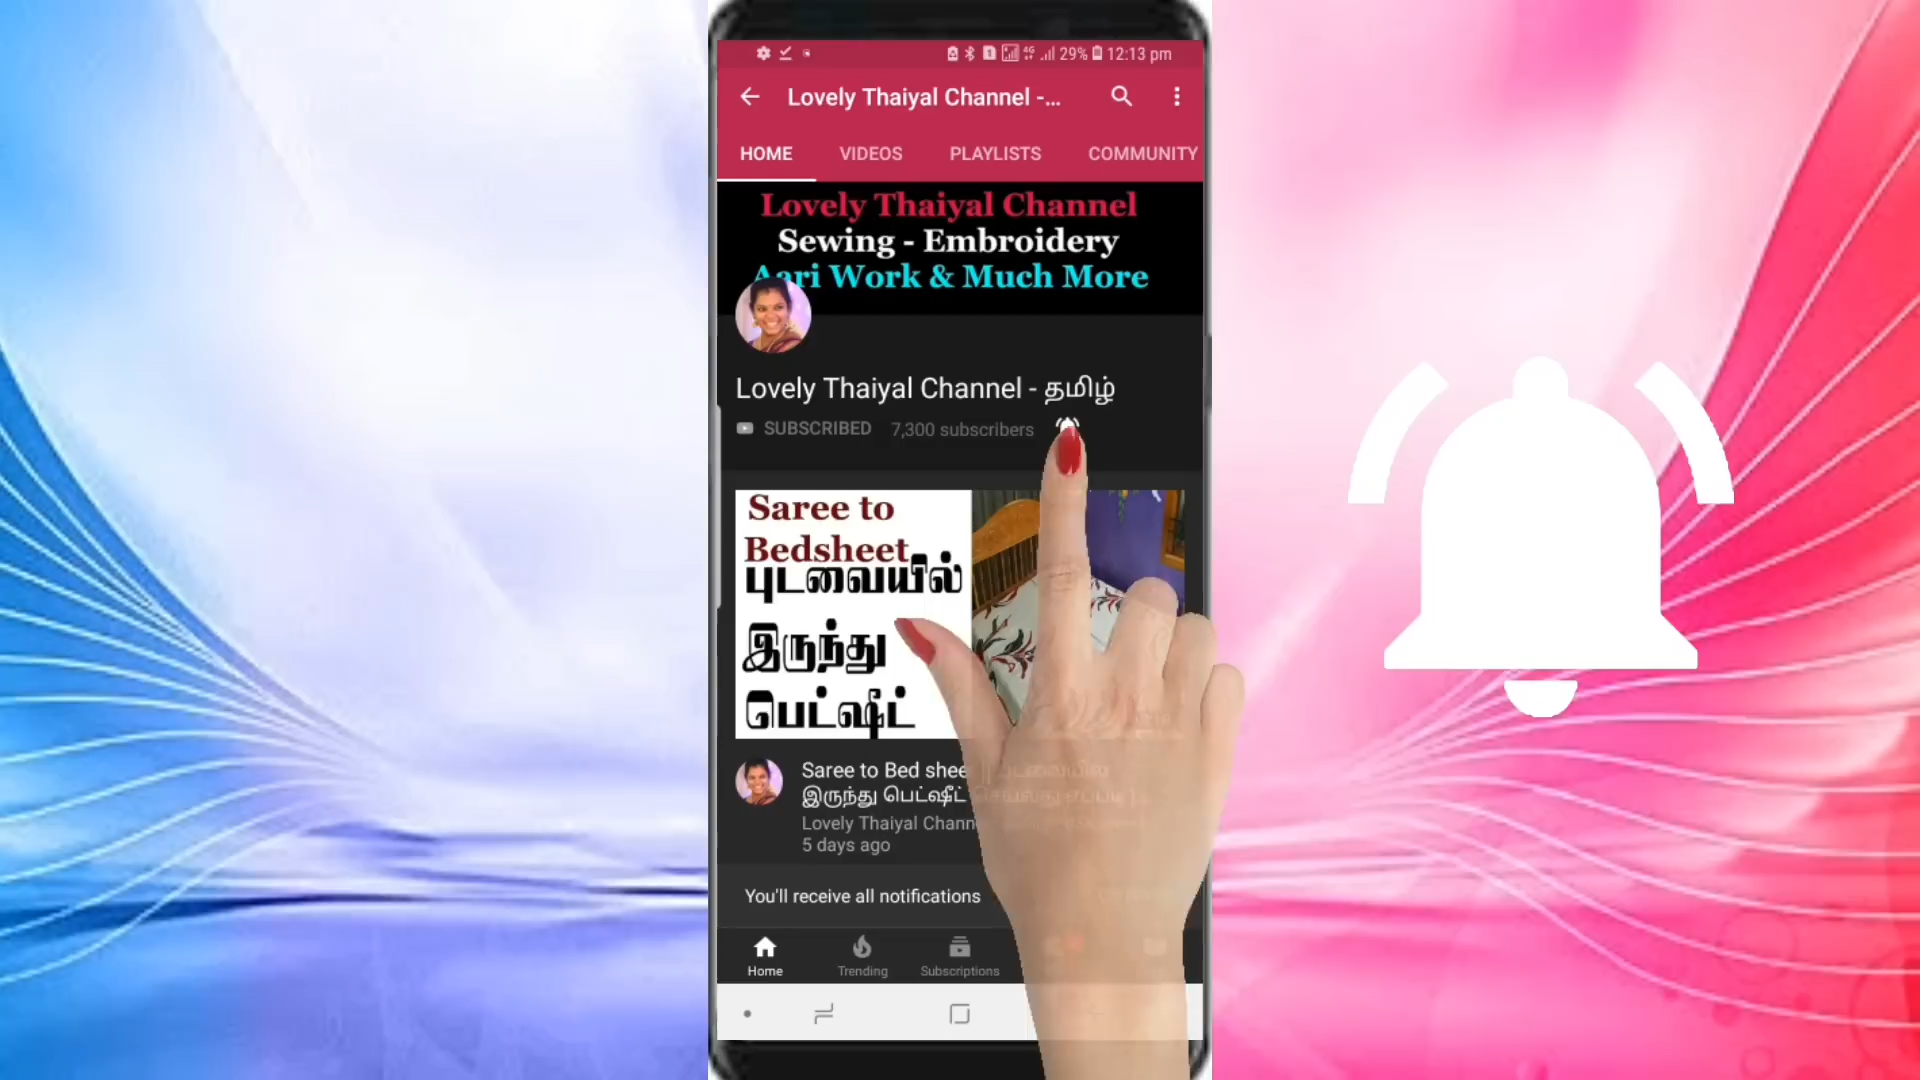 4G 29% 12:13 pm
Lovely Thaiyal Channel -...
HOME VIDEOS PLAYLISTS COMMUNITY
Lovely Thaiyal Channel
Sewing - Embroidery
Aari Work & Much More
Lovely Thaiyal Channel - தமிழ்
SUBSCRIBED 7,300 subscribers
Saree to
Bedsheet
புடவையில்
இருந்து
பெட்ஷீட்
Saree to Bed shee
இருந்து பெட்ஷீட்
Lovely Thaiyal Chann
5 days ago
You'll receive all notifications
Home Trending Subscriptions